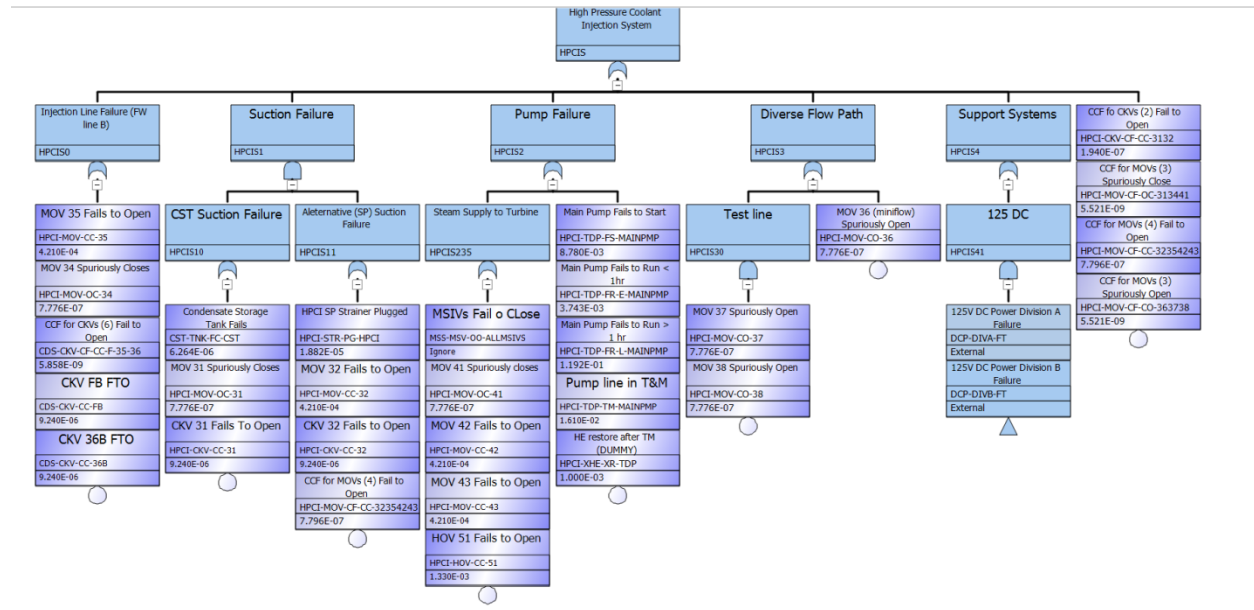 High Pressure Coolant
Injection System
HPCIS
Injection Line Failure (FW
line B)
HPCIS0
Suction Failure
HPCIS1
Pump Failure
HPCIS2
Diverse Flow Path
HPCIS3
Support Systems
HPCIS4
CCF fo CKVs (2) Fail to
Open
HPCI-CKV-CF-CC-3132
1.940E-07
CCF for MOVs (3)
Spuriously Close
HPCI-MOV-CF-OC-313441
5.521E-09
CCF for MOVs (4) Fail to
Open
HPCI-MOV-CF-CC-32354243
7.796E-07
CCF for MOVs (3)
Spuriously Open
HPCI-MOV-CF-CO-363738
5.521E-09
MOV 35 Fails to Open
HPCI-MOV-CC-35
4.210E-04
MOV 34 Spuriously Closes
HPCI-MOV-OC-34
7.776E-07
CCF for CKVs (6) Fail to
Open
CDS-CKV-CF-CC-F-35-36
5.858E-09
CKV FB FTO
CDS-CKV-CC-FB
9.240E-06
CKV 36B FTO
CDS-CKV-CC-36B
9.240E-06
CST Suction Failure
HPCIS10
Condensate Storage
Tank Fails
CST-TNK-FC-CST
6.264E-06
MOV 31 Spuriously Closes
HPCI-MOV-OC-31
7.776E-07
CKV 31 Fails To Open
HPCI-CKV-CC-31
9.240E-06
Aleternative (SP) Suction
Failure
HPCIS11
HPCI SP Strainer Plugged
HPCI-STR-PG-HPCI
1.882E-05
MOV 32 Fails to Open
HPCI-MOV-CC-32
4.210E-04
CKV 32 Fails to Open
HPCI-CKV-CC-32
9.240E-06
CCF for MOVs (4) Fail to
Open
HPCI-MOV-CF-CC-32354243
7.796E-07
Steam Supply to Turbine
HPCIS235
MSIVs Fail o CLose
MSS-MSV-OO-ALLMSIVS
Ignore
MOV 41 Spuriously closes
HPCI-MOV-OC-41
7.776E-07
MOV 42 Fails to Open
HPCI-MOV-CC-42
4.210E-04
MOV 43 Fails to Open
HPCI-MOV-CC-43
4.210E-04
HOV 51 Fails to Open
HPCI-HOV-CC-51
1.330E-03
Main Pump Fails to Start
HPCI-TDP-FS-MAINPMP
8.780E-03
Main Pump Fails to Run <
1hr
HPCI-TDP-FR-E-MAINPMP
3.743E-03
Main Pump Fails to Run >
1 hr
HPCI-TDP-FR-L-MAINPMP
1.192E-01
Pump line in T&M
HPCI-TDP-TM-MAINPMP
1.610E-02
HE restore after TM
(DUMMY)
HPCI-XHE-XR-TDP
1.000E-03
Test line
HPCIS30
MOV 37 Spuriously Open
HPCI-MOV-CO-37
7.776E-07
MOV 38 Spuriously Open
HPCI-MOV-CO-38
7.776E-07
MOV 36 (miniflow)
Spuriously Open
HPCI-MOV-CO-36
7.776E-07
125 DC
HPCIS41
125V DC Power Division A
Failure
DCP-DIVA-FT
External
125V DC Power Division B
Failure
DCP-DIVB-FT
External